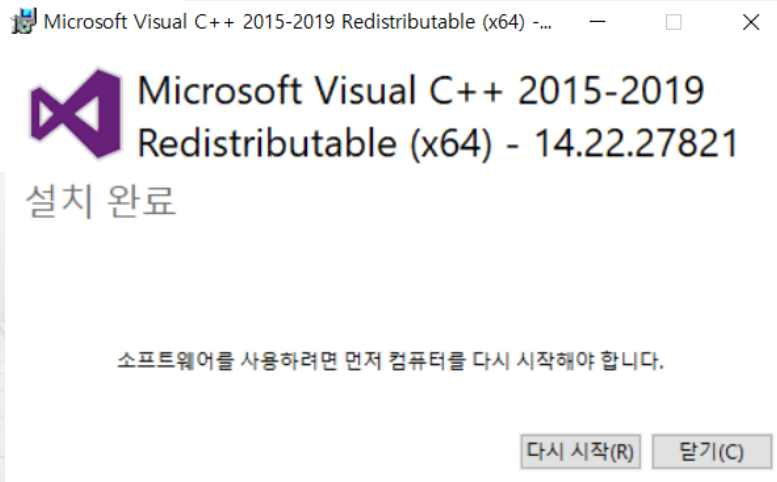 Microsoft Visual C++ 2015-2019 Redistributable (x64) -...
Microsoft Visual C++ 2015-2019
Redistributable (x64) - 14.22.27821
설치 완료
소프트웨어를 사용하려면 먼저 컴퓨터를 다시 시작해야 합니다.
다시 시작(R) 닫기(C)